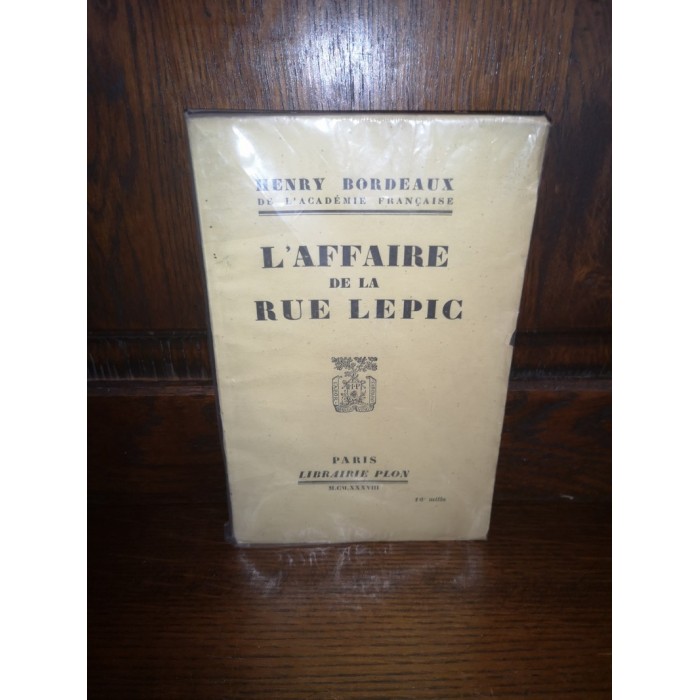 HENRY BORDEAUX
DE L'ACADÉMIE FRANÇAISE
L'AFFAIRE
DE LA
RUE LEPIC
PARIS
LIBRAIRIE PLON
M.CM.XXXVIII